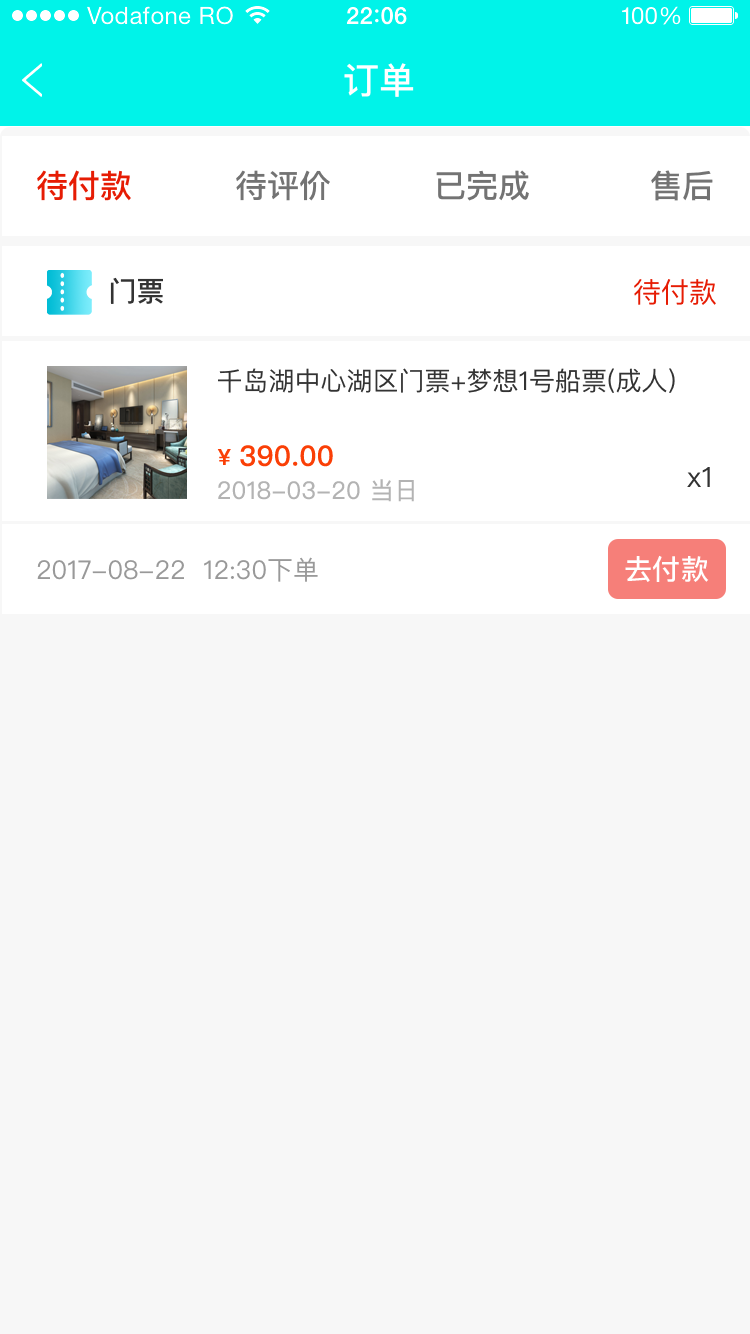 Vodafone RO 22:06 100%
订单
待付款 待评价 已完成 售后
门票 待付款
千岛湖中心湖区门票+梦想1号船票(成人)
¥ 390.00
2018-03-20 当日 x1
2017-08-22 12:30下单 去付款